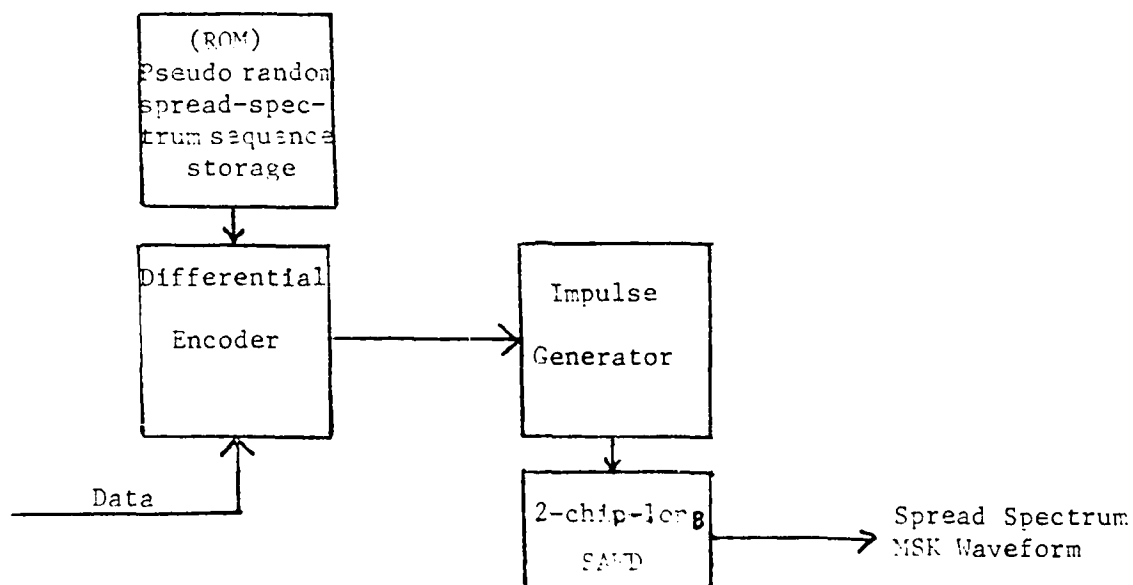 (ROM)
Pseudo random
spread-spec-
trum sequence
storage
Differential
Encoder
Impulse
Generator
Data
2-chip-long
SAWD
Spread Spectrum
MSK Waveform